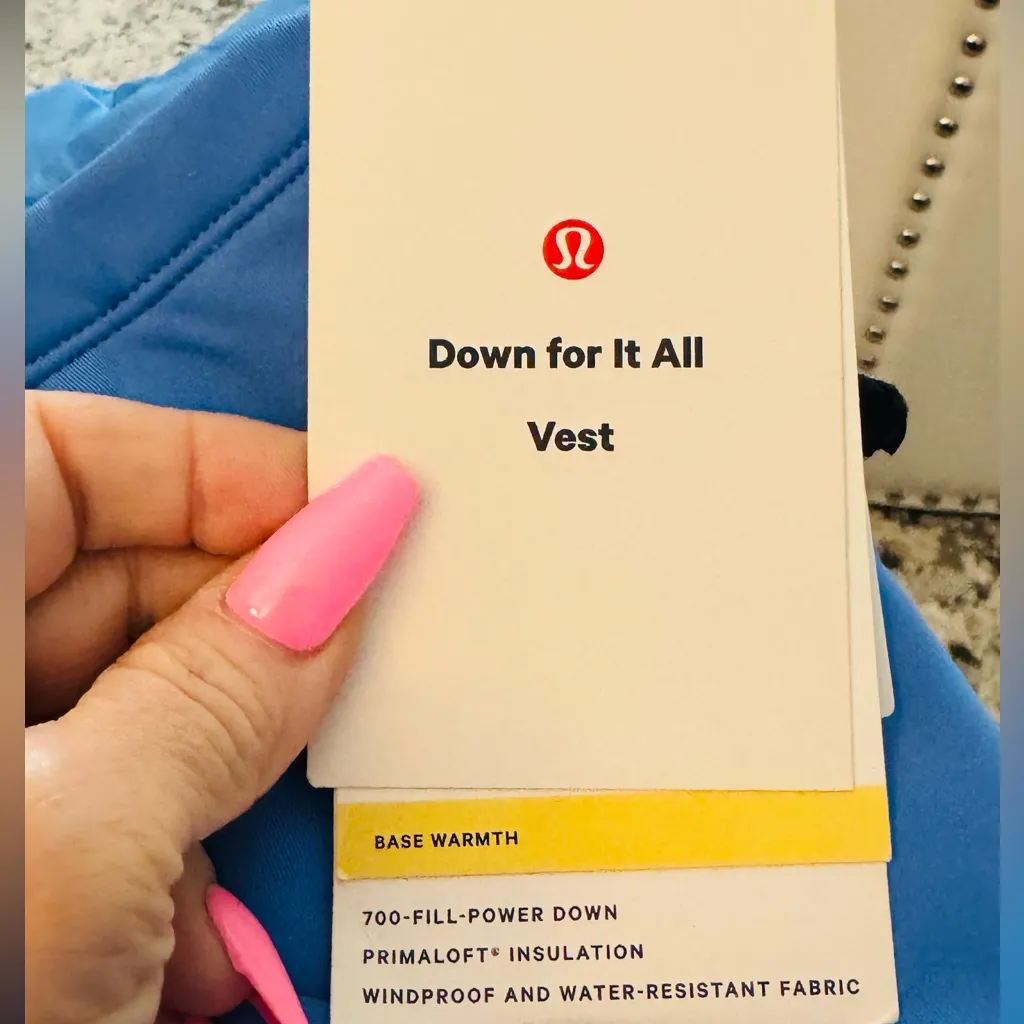 Down for It All
Vest
BASE WARMTH
700-FILL-POWER DOWN
PRIMALOFT® INSULATION
WINDPROOF AND WATER-RESISTANT FABRIC